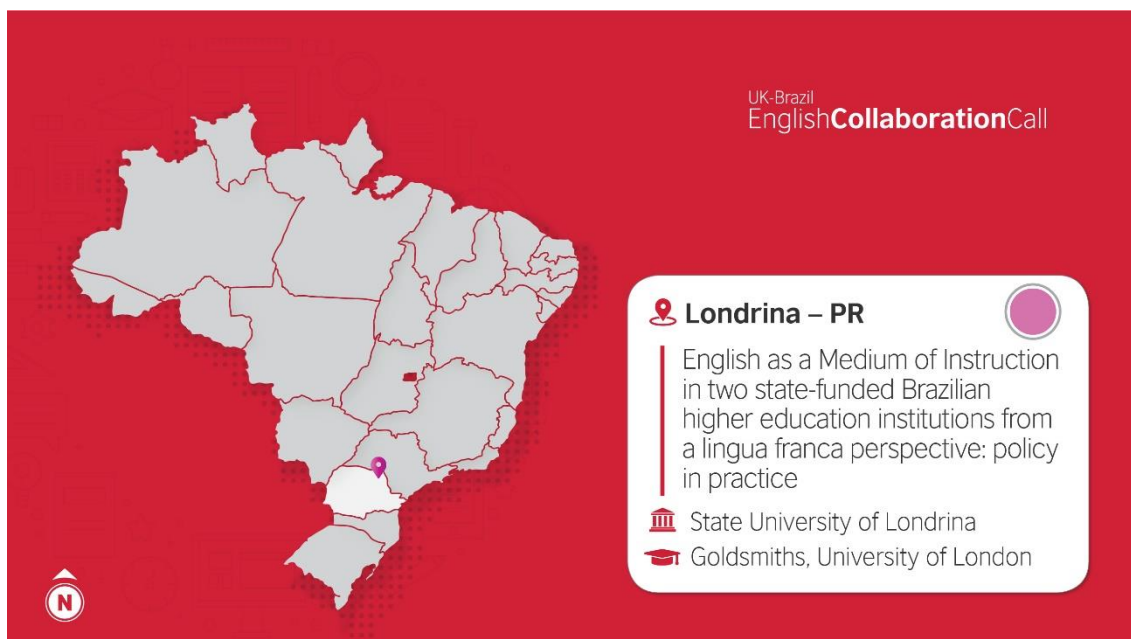 UK-Brazil
EnglishCollaborationCall
Londrina – PR
English as a Medium of Instruction
in two state-funded Brazilian
higher education institutions from
a lingua franca perspective: policy
in practice
State University of Londrina
Goldsmiths, University of London
N